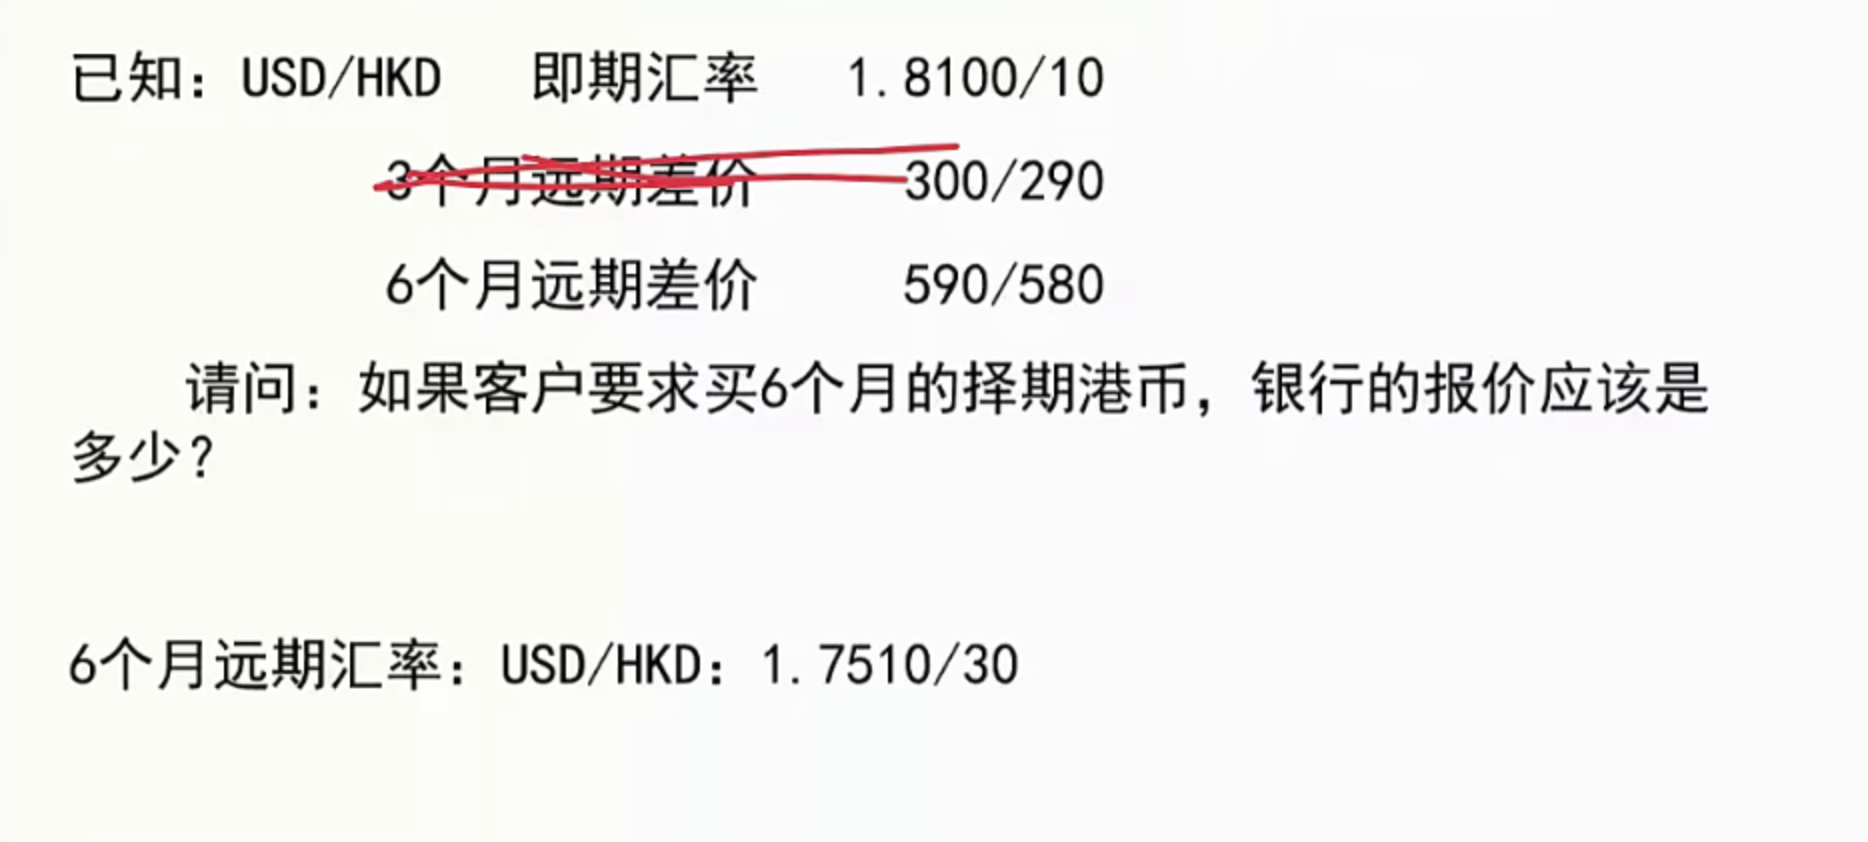 已知：USD/HKD 即期汇率 1.8100/10
3个月远期差价 300/290
6个月远期差价 590/580
请问：如果客户要求买6个月的择期港币，银行的报价应该是
多少？
6个月远期汇率：USD/HKD：1.7510/30